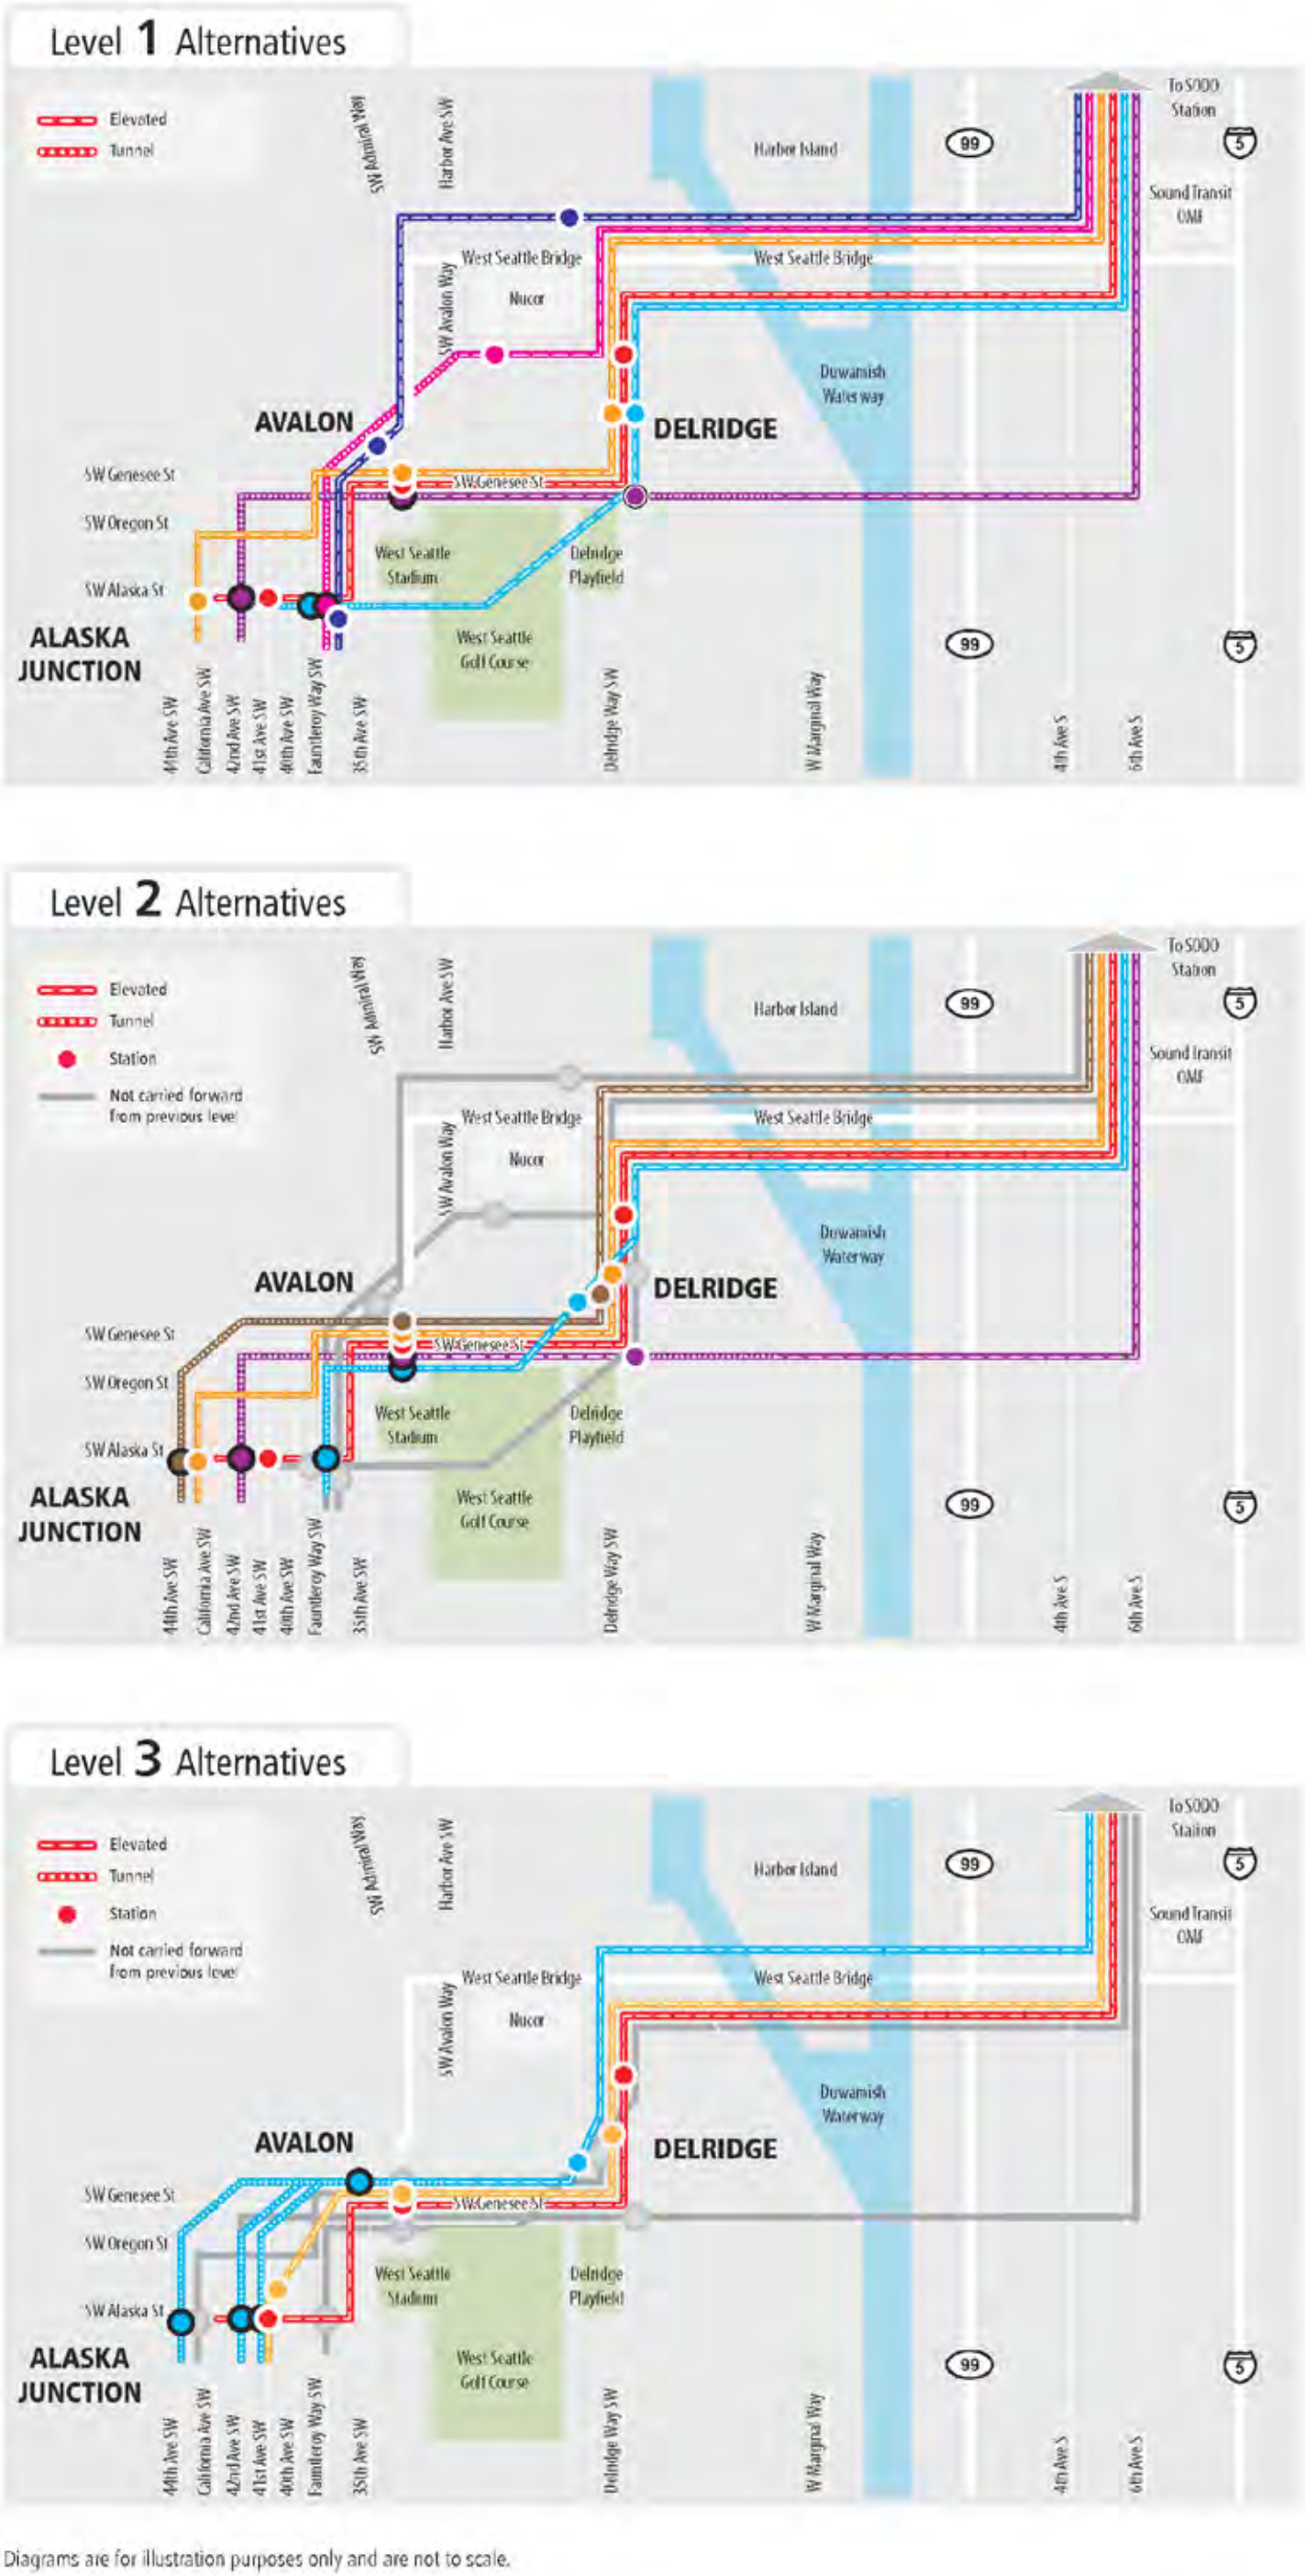 Level 1 Alternatives
Elevated
Tunnel
SW Admiral Way
Harbor Ave SW
Harbor Island
99
To SODO
Station
5
Sound Transit
OMF
West Seattle Bridge
West Seattle Bridge
SW Avalon Way
Nucor
Duwamish
Waterway
AVALON
DELRIDGE
SW Genesee St
SW Genesee St
SW Oregon St
West Seattle
Stadium
Delridge
Playfield
SW Alaska St
ALASKA
JUNCTION
West Seattle
Golf Course
99
5
44th Ave SW
California Ave SW
42nd Ave SW
41st Ave SW
40th Ave SW
Fauntleroy Way SW
35th Ave SW
Delridge Way SW
W Marginal Way
4th Ave S
6th Ave S
Level 2 Alternatives
Elevated
Tunnel
Station
Not carried forward
from previous level
SW Admiral Way
Harbor Ave SW
Harbor Island
99
To SODO
Station
5
Sound Transit
OMF
West Seattle Bridge
West Seattle Bridge
SW Avalon Way
Nucor
Duwamish
Waterway
AVALON
DELRIDGE
SW Genesee St
SW Genesee St
SW Oregon St
West Seattle
Stadium
Delridge
Playfield
SW Alaska St
ALASKA
JUNCTION
West Seattle
Golf Course
99
5
44th Ave SW
California Ave SW
42nd Ave SW
41st Ave SW
40th Ave SW
Fauntleroy Way SW
35th Ave SW
Delridge Way SW
W Marginal Way
4th Ave S
6th Ave S
Level 3 Alternatives
Elevated
Tunnel
Station
Not carried forward
from previous level
SW Admiral Way
Harbor Ave SW
Harbor Island
99
To SODO
Station
5
Sound Transit
OMF
West Seattle Bridge
West Seattle Bridge
SW Avalon Way
Nucor
Duwamish
Waterway
AVALON
DELRIDGE
SW Genesee St
SW Genesee St
SW Oregon St
West Seattle
Stadium
Delridge
Playfield
SW Alaska St
ALASKA
JUNCTION
West Seattle
Golf Course
99
5
44th Ave SW
California Ave SW
42nd Ave SW
41st Ave SW
40th Ave SW
Fauntleroy Way SW
35th Ave SW
Delridge Way SW
W Marginal Way
4th Ave S
6th Ave S
Diagrams are for illustration purposes only and are not to scale.